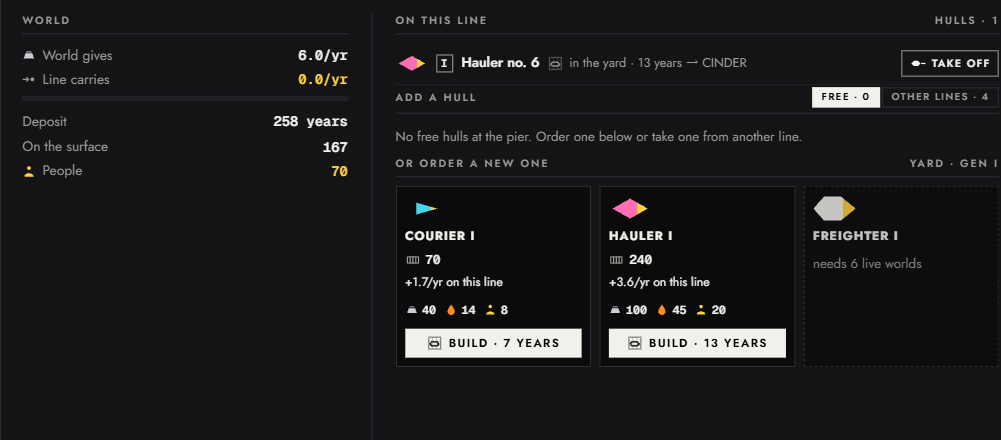 WORLD
World gives 6.0/yr
Line carries 0.0/yr
Deposit 258 years
On the surface 167
People 70
ON THIS LINE HULLS · 1
I Hauler no. 6 in the yard · 13 years → CINDER TAKE OFF
ADD A HULL FREE · 0 OTHER LINES · 4
No free hulls at the pier. Order one below or take one from another line.
OR ORDER A NEW ONE YARD · GEN I
COURIER I
70
+1.7/yr on this line
40 14 8
BUILD · 7 YEARS
HAULER I
240
+3.6/yr on this line
100 45 20
BUILD · 13 YEARS
FREIGHTER I
needs 6 live worlds